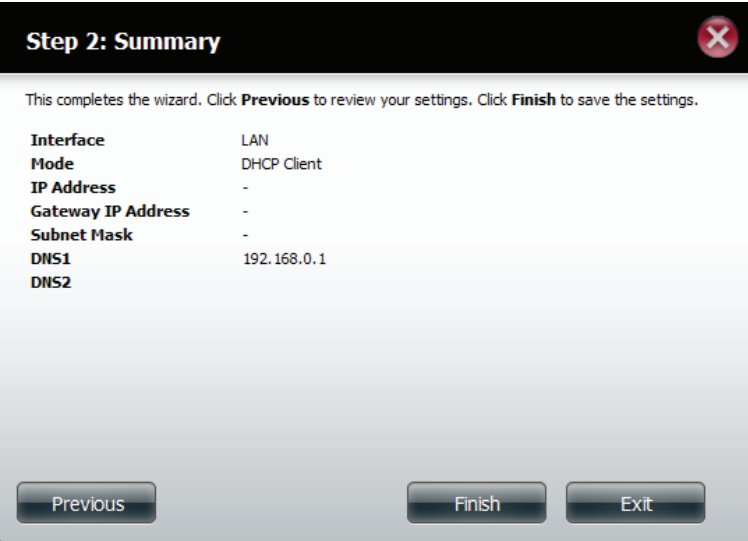 Step 2: Summary
This completes the wizard. Click Previous to review your settings. Click Finish to save the settings.
Interface LAN
Mode DHCP Client
IP Address -
Gateway IP Address -
Subnet Mask -
DNS1 192.168.0.1
DNS2
Previous Finish Exit